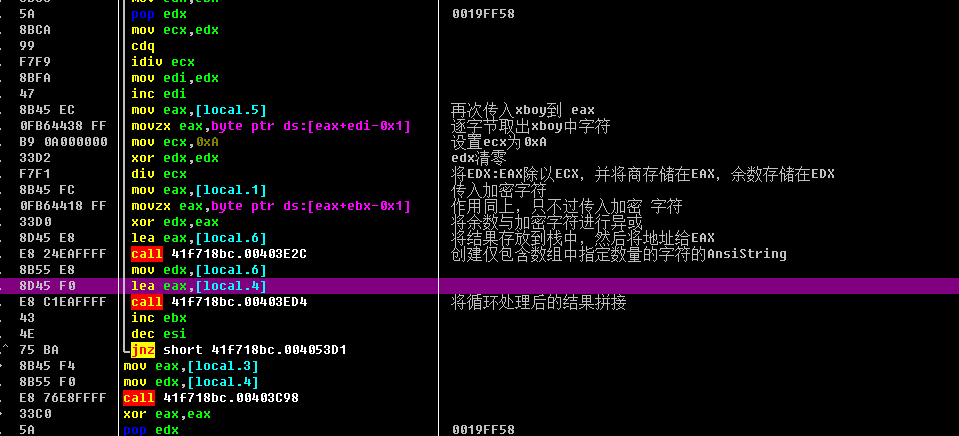 5A pop edx 0019FF58
8BCA mov ecx,edx
99 cdq
F7F9 idiv ecx
8BFA mov edi,edx
47 inc edi
8B45 EC mov eax,[local.5] 再次传入xboy到 eax
0FB64438 FF movzx eax,byte ptr ds:[eax+edi-0x1] 逐字节取出xboy中字符
B9 0A000000 mov ecx,0xA 设置ecx为0xA
33D2 xor edx,edx edx清零
F7F1 div ecx 将EDX:EAX除以ECX，并将商存储在EAX，余数存储在EDX
8B45 FC mov eax,[local.1] 传入加密字符
0FB64418 FF movzx eax,byte ptr ds:[eax+ebx-0x1] 作用同上，只不过传入加密 字符
33D0 xor edx,eax 将余数与加密字符进行异或
8D45 E8 lea eax,[local.6] 将结果存放到栈中，然后将地址给EAX
E8 24EAFFFF call 41f718bc.00403E2C 创建仅包含数组中指定数量的字符的AnsiString
8B55 E8 mov edx,[local.6]
8D45 F0 lea eax,[local.4]
E8 C1EAFFFF call 41f718bc.00403ED4 将循环处理后的结果拼接
43 inc ebx
4E dec esi
75 BA jnz short 41f718bc.004053D1
8B45 F4 mov eax,[local.3]
8B55 F0 mov edx,[local.4]
E8 76E8FFFF call 41f718bc.00403C98
33C0 xor eax,eax
5A pop edx 0019FF58